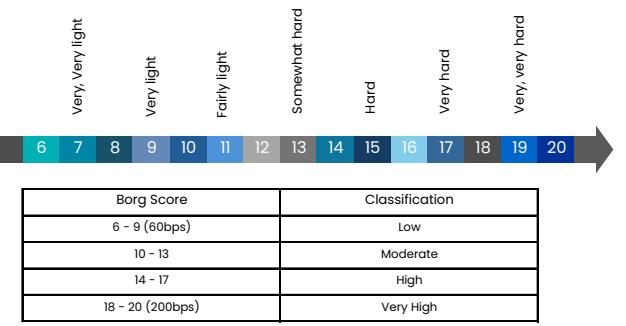 Very, Very light
Very light
Fairly light
Somewhat hard
Hard
Very hard
Very, very hard
6 7 8 9 10 11 12 13 14 15 16 17 18 19 20
Borg Score Classification
6 - 9 (60bps) Low
10 - 13 Moderate
14 - 17 High
18 - 20 (200bps) Very High